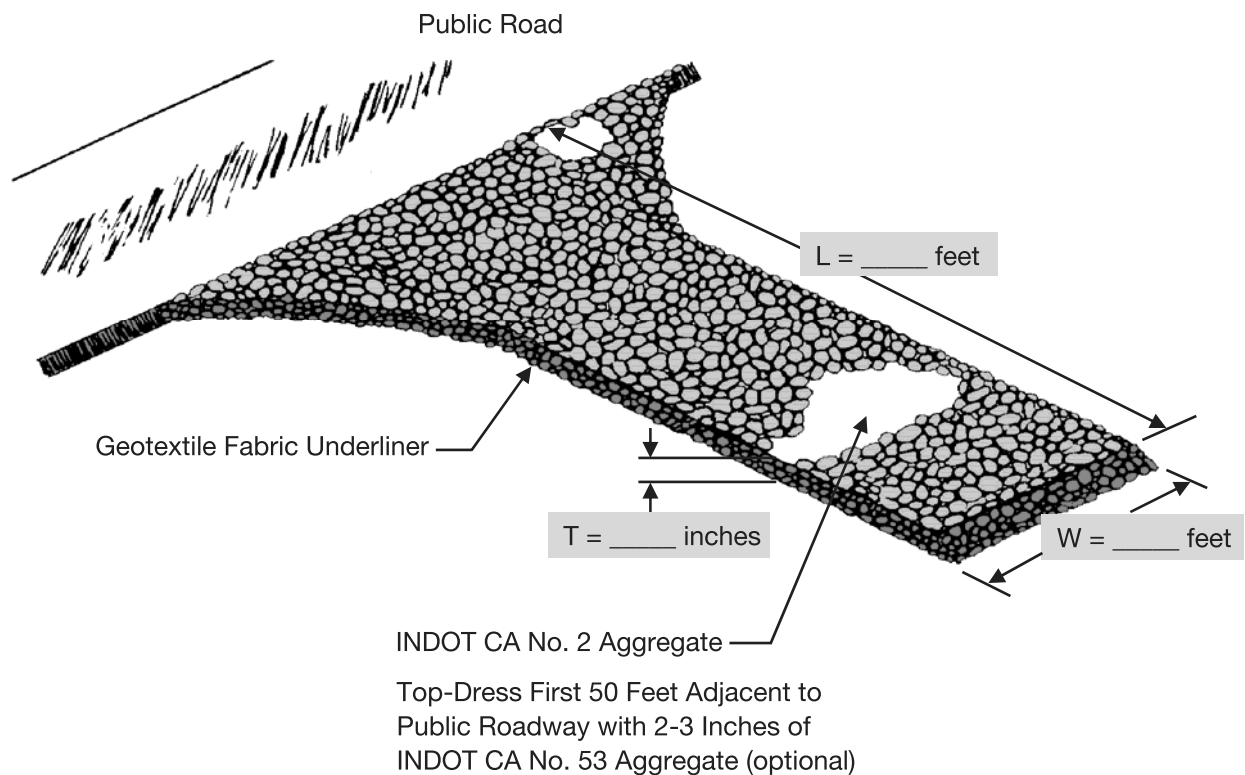 Public Road
L = _____ feet
Geotextile Fabric Underliner
T = _____ inches
W = _____ feet
INDOT CA No. 2 Aggregate
Top-Dress First 50 Feet Adjacent to
Public Roadway with 2-3 Inches of
INDOT CA No. 53 Aggregate (optional)